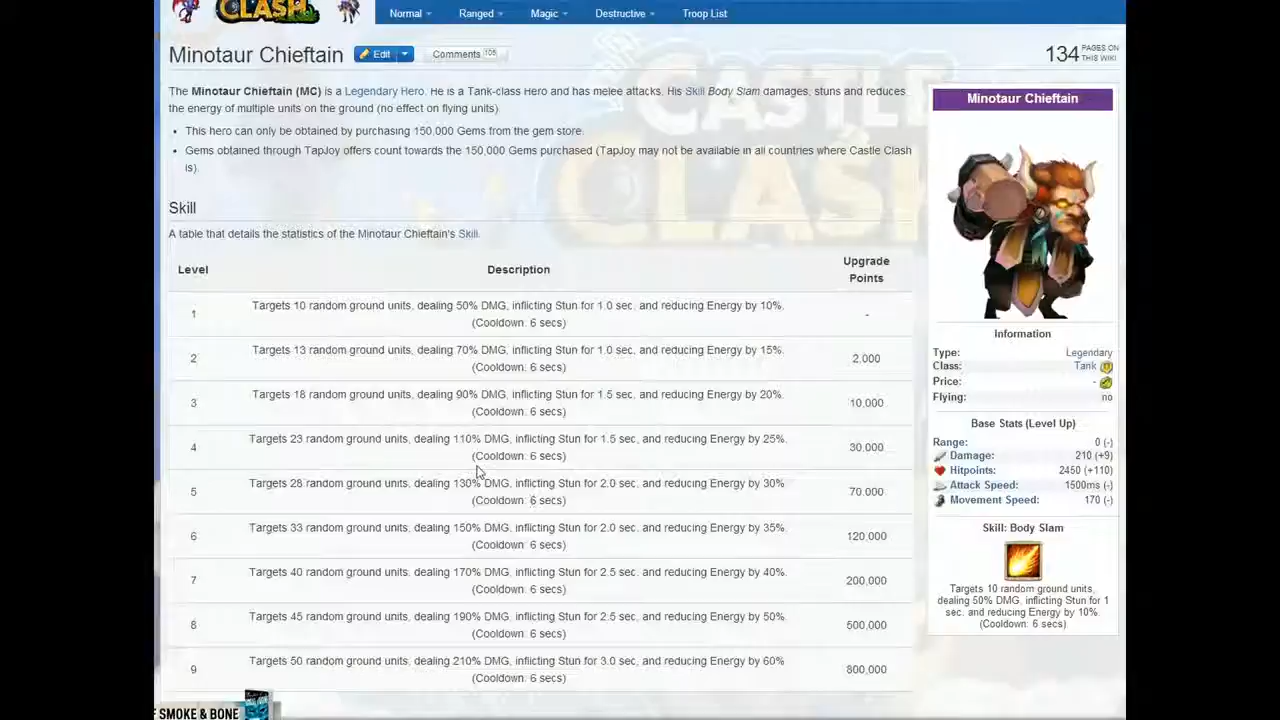 CLASH
Normal
Ranged
Magic
Destructive
Troop List
Minotaur Chieftain
Edit
Comments 105
134 PAGES ON
THIS WIKI
The Minotaur Chieftain (MC) is a Legendary Hero. He is a Tank-class Hero and has melee attacks. His Skill Body Slam damages, stuns and reduces
the energy of multiple units on the ground (no effect on flying units).
• This hero can only be obtained by purchasing 150,000 Gems from the gem store.
• Gems obtained through TapJoy offers count towards the 150,000 Gems purchased (TapJoy may not be available in all countries where Castle Clash
is).
Skill
A table that details the statistics of the Minotaur Chieftain's Skill.
Level Description Upgrade
Points
1 Targets 10 random ground units, dealing 50% DMG, inflicting Stun for 1.0 sec. and reducing Energy by 10%. -
(Cooldown: 6 secs)
2 Targets 13 random ground units, dealing 70% DMG, inflicting Stun for 1.0 sec. and reducing Energy by 15%. 2,000
(Cooldown: 6 secs)
3 Targets 18 random ground units, dealing 90% DMG, inflicting Stun for 1.5 sec. and reducing Energy by 20%. 10,000
(Cooldown: 6 secs)
4 Targets 23 random ground units, dealing 110% DMG, inflicting Stun for 1.5 sec. and reducing Energy by 25%. 30,000
(Cooldown: 6 secs)
5 Targets 28 random ground units, dealing 130% DMG, inflicting Stun for 2.0 sec. and reducing Energy by 30% 70,000
(Cooldown: 6 secs)
6 Targets 33 random ground units, dealing 150% DMG, inflicting Stun for 2.0 sec. and reducing Energy by 35%. 120,000
(Cooldown: 6 secs)
7 Targets 40 random ground units, dealing 170% DMG, inflicting Stun for 2.5 sec. and reducing Energy by 40%. 200,000
(Cooldown: 6 secs)
8 Targets 45 random ground units, dealing 190% DMG, inflicting Stun for 2.5 sec. and reducing Energy by 50%. 500,000
(Cooldown: 6 secs)
9 Targets 50 random ground units, dealing 210% DMG, inflicting Stun for 3.0 sec. and reducing Energy by 60% 800,000
(Cooldown: 6 secs)
Minotaur Chieftain
Information
Type: Legendary
Class: Tank
Price: -
Flying: no
Base Stats (Level Up)
Range: 0 (-)
Damage: 210 (+9)
Hitpoints: 2450 (+110)
Attack Speed: 1500ms (-)
Movement Speed: 170 (-)
Skill: Body Slam
Targets 10 random ground units,
dealing 50% DMG, inflicting Stun for 1
sec. and reducing Energy by 10%.
(Cooldown: 6 secs)
CASTLE
CLASH
SMOKE & BONE